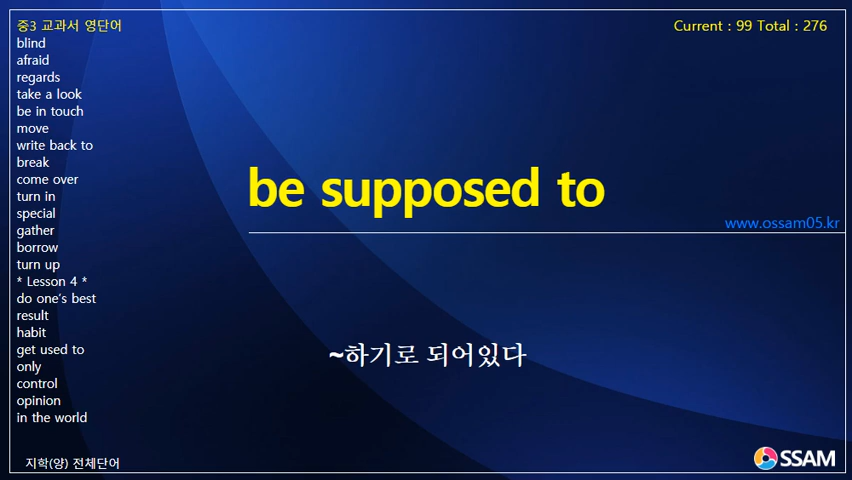 중3 교과서 영단어
Current : 99 Total : 276
blind
afraid
regards
take a look
be in touch
move
write back to
break
come over
turn in
special
gather
borrow
turn up
* Lesson 4 *
do one's best
result
habit
get used to
only
control
opinion
in the world
be supposed to
www.ossam05.kr
~하기로 되어있다
지학(양) 전체단어
OSSAM